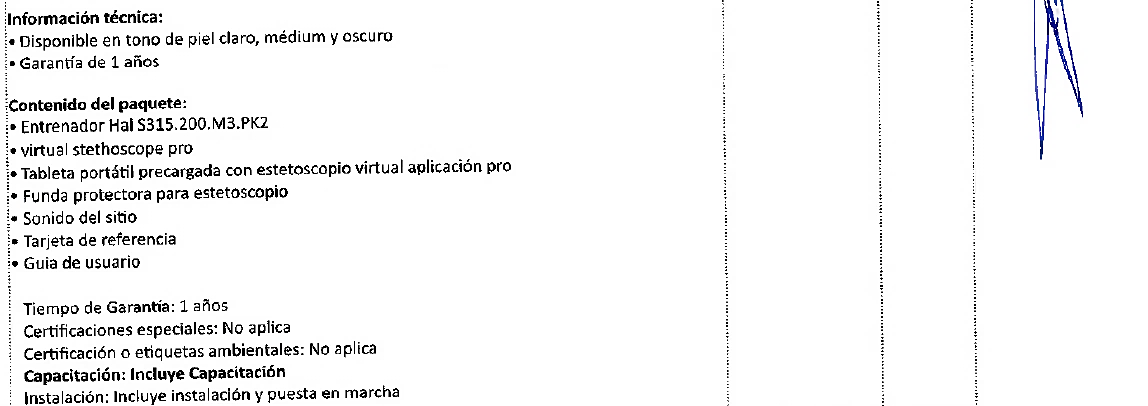 Información técnica:
• Disponible en tono de piel claro, médium y oscuro
• Garantía de 1 años
Contenido del paquete:
• Entrenador Hal S315.200.M3.PK2
• virtual stethoscope pro
• Tableta portátil precargada con estetoscopio virtual aplicación pro
• Funda protectora para estetoscopio
• Sonido del sitio
• Tarjeta de referencia
• Guia de usuario
Tiempo de Garantía: 1 años
Certificaciones especiales: No aplica
Certificación o etiquetas ambientales: No aplica
Capacitación: Incluye Capacitación
Instalación: Incluye instalación y puesta en marcha